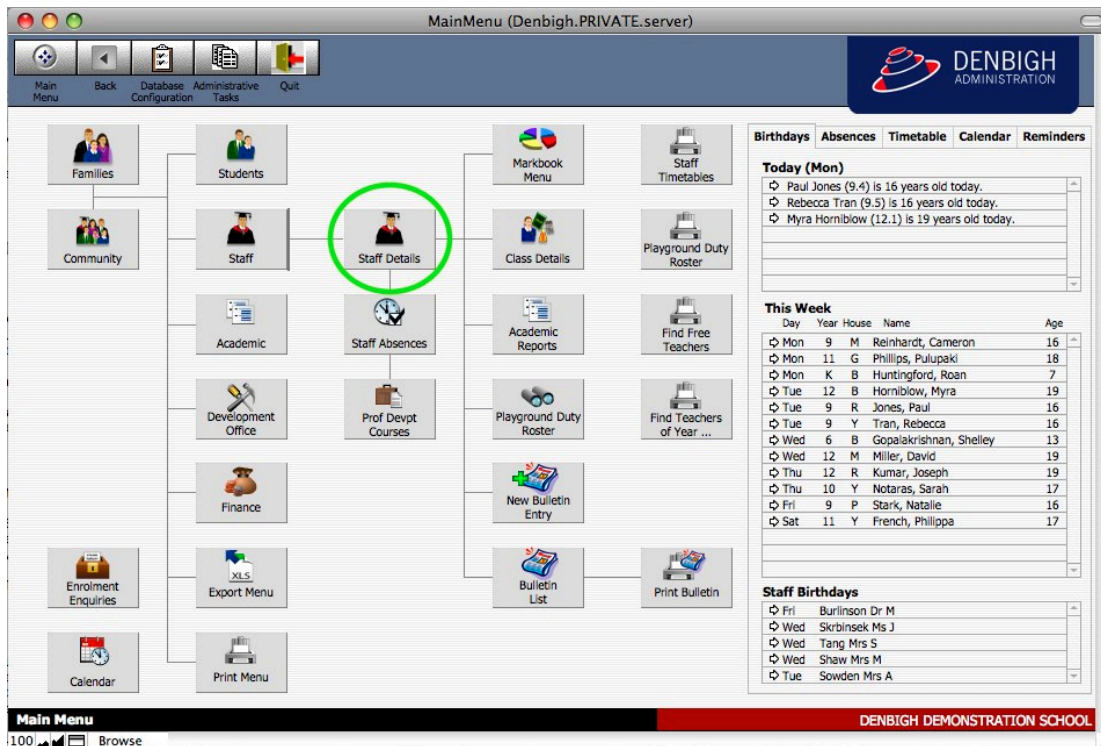 MainMenu (Denbigh.PRIVATE.server)
Main Menu
Back
Database Configuration
Administrative Tasks
Quit
DENBIGH
ADMINISTRATION
Families
Students
Markbook Menu
Staff Timetables
Community
Staff
Staff Details
Class Details
Playground Duty Roster
Academic
Staff Absences
Academic Reports
Find Free Teachers
Development Office
Prof Devpt Courses
Playground Duty Roster
Find Teachers of Year ...
Finance
New Bulletin Entry
Enrolment Enquiries
XLS
Export Menu
Bulletin List
Print Bulletin
Calendar
Print Menu
Birthdays Absences Timetable Calendar Reminders
Today (Mon)
Paul Jones (9.4) is 16 years old today.
Rebecca Tran (9.5) is 16 years old today.
Myra Horniblow (12.1) is 19 years old today.
This Week
Day Year House Name Age
Mon 9 M Reinhardt, Cameron 16
Mon 11 G Phillips, Pulupaki 18
Mon K B Huntingford, Roan 7
Tue 12 B Horniblow, Myra 19
Tue 9 R Jones, Paul 16
Tue 9 Y Tran, Rebecca 16
Wed 6 B Gopalakrishnan, Shelley 13
Wed 12 M Miller, David 19
Thu 12 R Kumar, Joseph 19
Thu 10 Y Notaras, Sarah 17
Fri 9 P Stark, Natalie 16
Sat 11 Y French, Philippa 17
Staff Birthdays
Fri Burlinson Dr M
Wed Skrbinsek Ms J
Wed Tang Mrs S
Wed Shaw Mrs M
Tue Sowden Mrs A
Main Menu
DENBIGH DEMONSTRATION SCHOOL
100 Browse